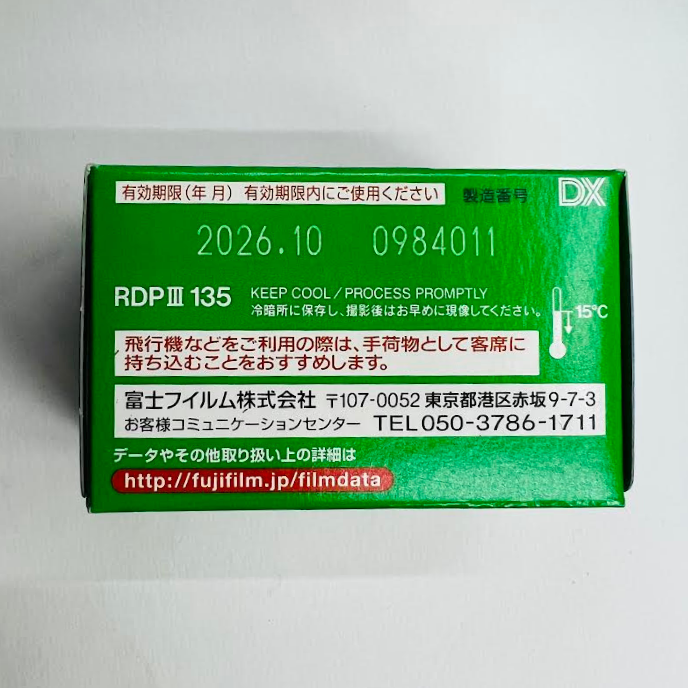 有効期限(年月) 有効期限内にご使用ください 製造番号 DX
2026.10 0984011
RDPⅢ 135 KEEP COOL/PROCESS PROMPTLY
冷暗所に保存し、撮影後はお早めに現像してください。 15℃
飛行機などをご利用の際は、手荷物として客席に
持ち込むことをおすすめします。
富士フイルム株式会社 〒107-0052 東京都港区赤坂9-7-3
お客様コミュニケーションセンター TEL050-3786-1711
データやその他取り扱い上の詳細は
http://fujifilm.jp/filmdata